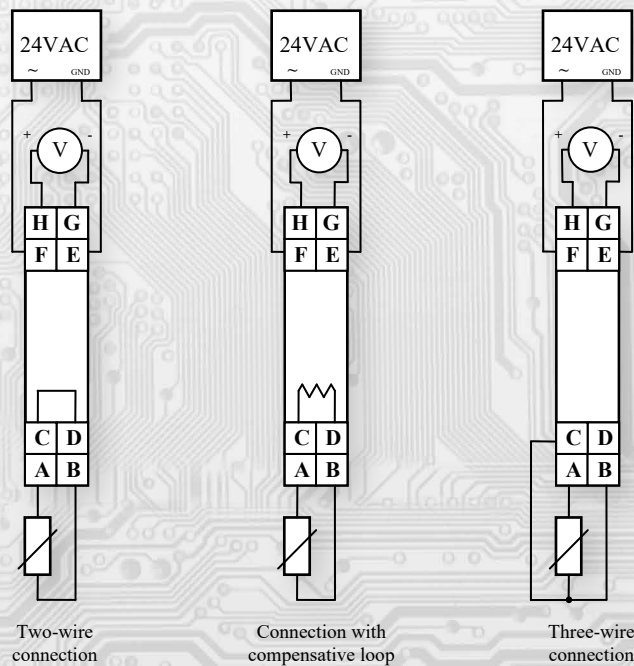 24VAC
~ GND
+ V -
H G
F E
C D
A B
Two-wire
connection
24VAC
~ GND
+ V -
H G
F E
C D
A B
Connection with
compensative loop
24VAC
~ GND
+ V -
H G
F E
C D
A B
Three-wire
connection